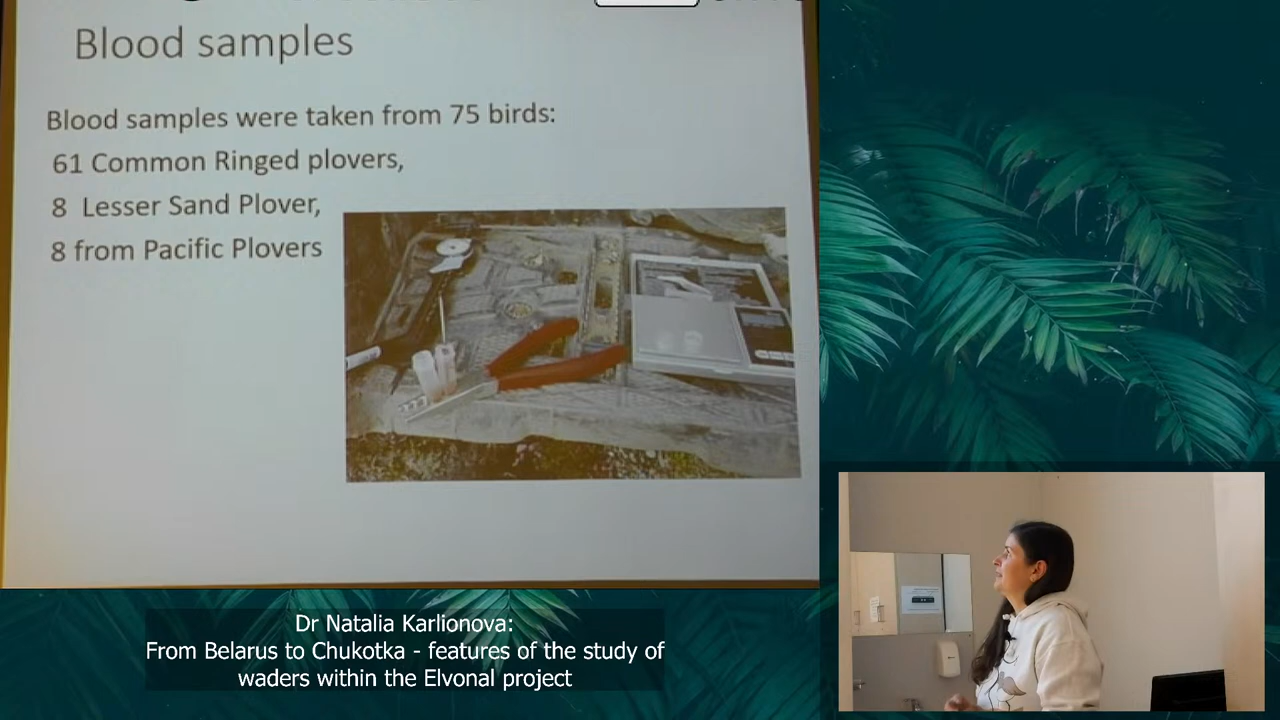 Blood samples
Blood samples were taken from 75 birds:
61 Common Ringed plovers,
8 Lesser Sand Plover,
8 from Pacific Plovers
Dr Natalia Karlionova:
From Belarus to Chukotka - features of the study of
waders within the Elvonal project